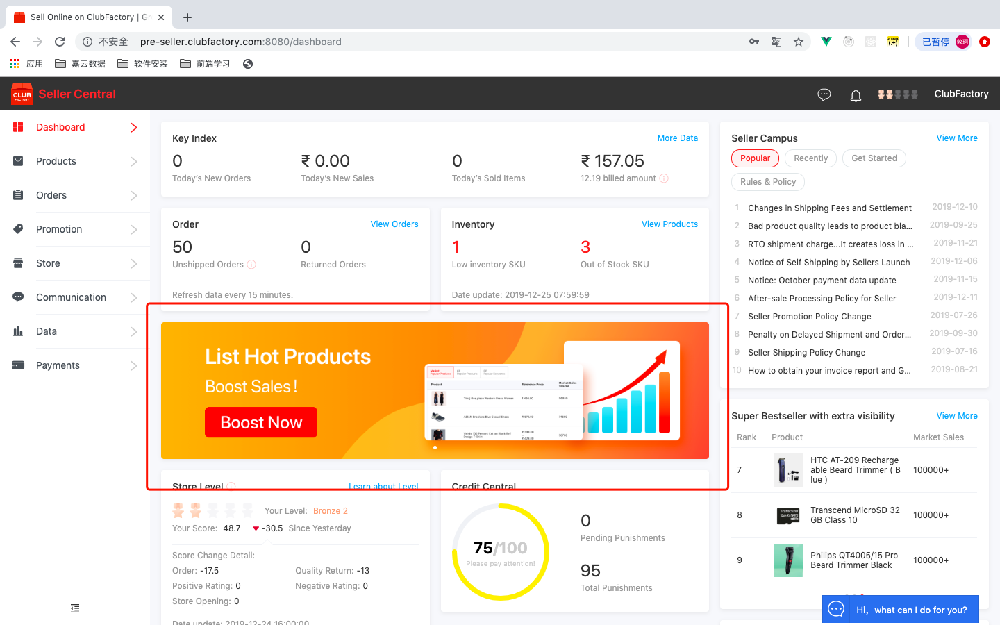 Sell Online on ClubFactory | Gr
不安全 | pre-seller.clubfactory.com:8080/dashboard
已暂停 敦珂
应用 嘉云数据 软件安装 前端学习
CLUB FACTORY Seller Central
ClubFactory
Dashboard
Products
Orders
Promotion
Store
Communication
Data
Payments
Key Index More Data
0 ₹ 0.00 0 ₹ 157.05
Today's New Orders Today's New Sales Today's Sold Items 12.19 billed amount
Order View Orders
50 0
Unshipped Orders Returned Orders
Refresh data every 15 minutes.
Inventory View Products
1 3
Low inventory SKU Out of Stock SKU
Date update: 2019-12-25 07:59:59
List Hot Products
Boost Sales!
Boost Now
Product Reference Price Market Sales Volume
Store Level Learn about Level
Your Level: Bronze 2
Your Score: 48.7 -30.5 Since Yesterday
Score Change Detail:
Order: -17.5 Quality Return: -13
Positive Rating: 0 Negative Rating: 0
Store Opening: 0
Date update: 2019-12-24 16:00:00
Credit Central
75/100
Please pay attention!
0
Pending Punishments
95
Total Punishments
Seller Campus View More
Popular Recently Get Started
Rules & Policy
1 Changes in Shipping Fees and Settlement 2019-12-10
2 Bad product quality leads to product bla... 2019-09-25
3 RTO shipment charge...It creates loss in ... 2019-11-21
4 Notice of Self Shipping by Sellers Launch 2019-12-06
5 Notice: October payment data update 2019-11-15
6 After-sale Processing Policy for Seller 2019-12-11
7 Seller Promotion Policy Change 2019-07-26
8 Penalty on Delayed Shipment and Order... 2019-09-30
9 Seller Shipping Policy Change 2019-07-16
10 How to obtain your invoice report and G... 2019-08-21
Super Bestseller with extra visibility View More
Rank Product Market Sales
7 HTC AT-209 Recharge
able Beard Trimmer ( B
lue ) 100000+
8 Transcend MicroSD 32
GB Class 10 100000+
9 Philips QT4005/15 Pro
Beard Trimmer Black 100000+
Hi, what can I do for you?